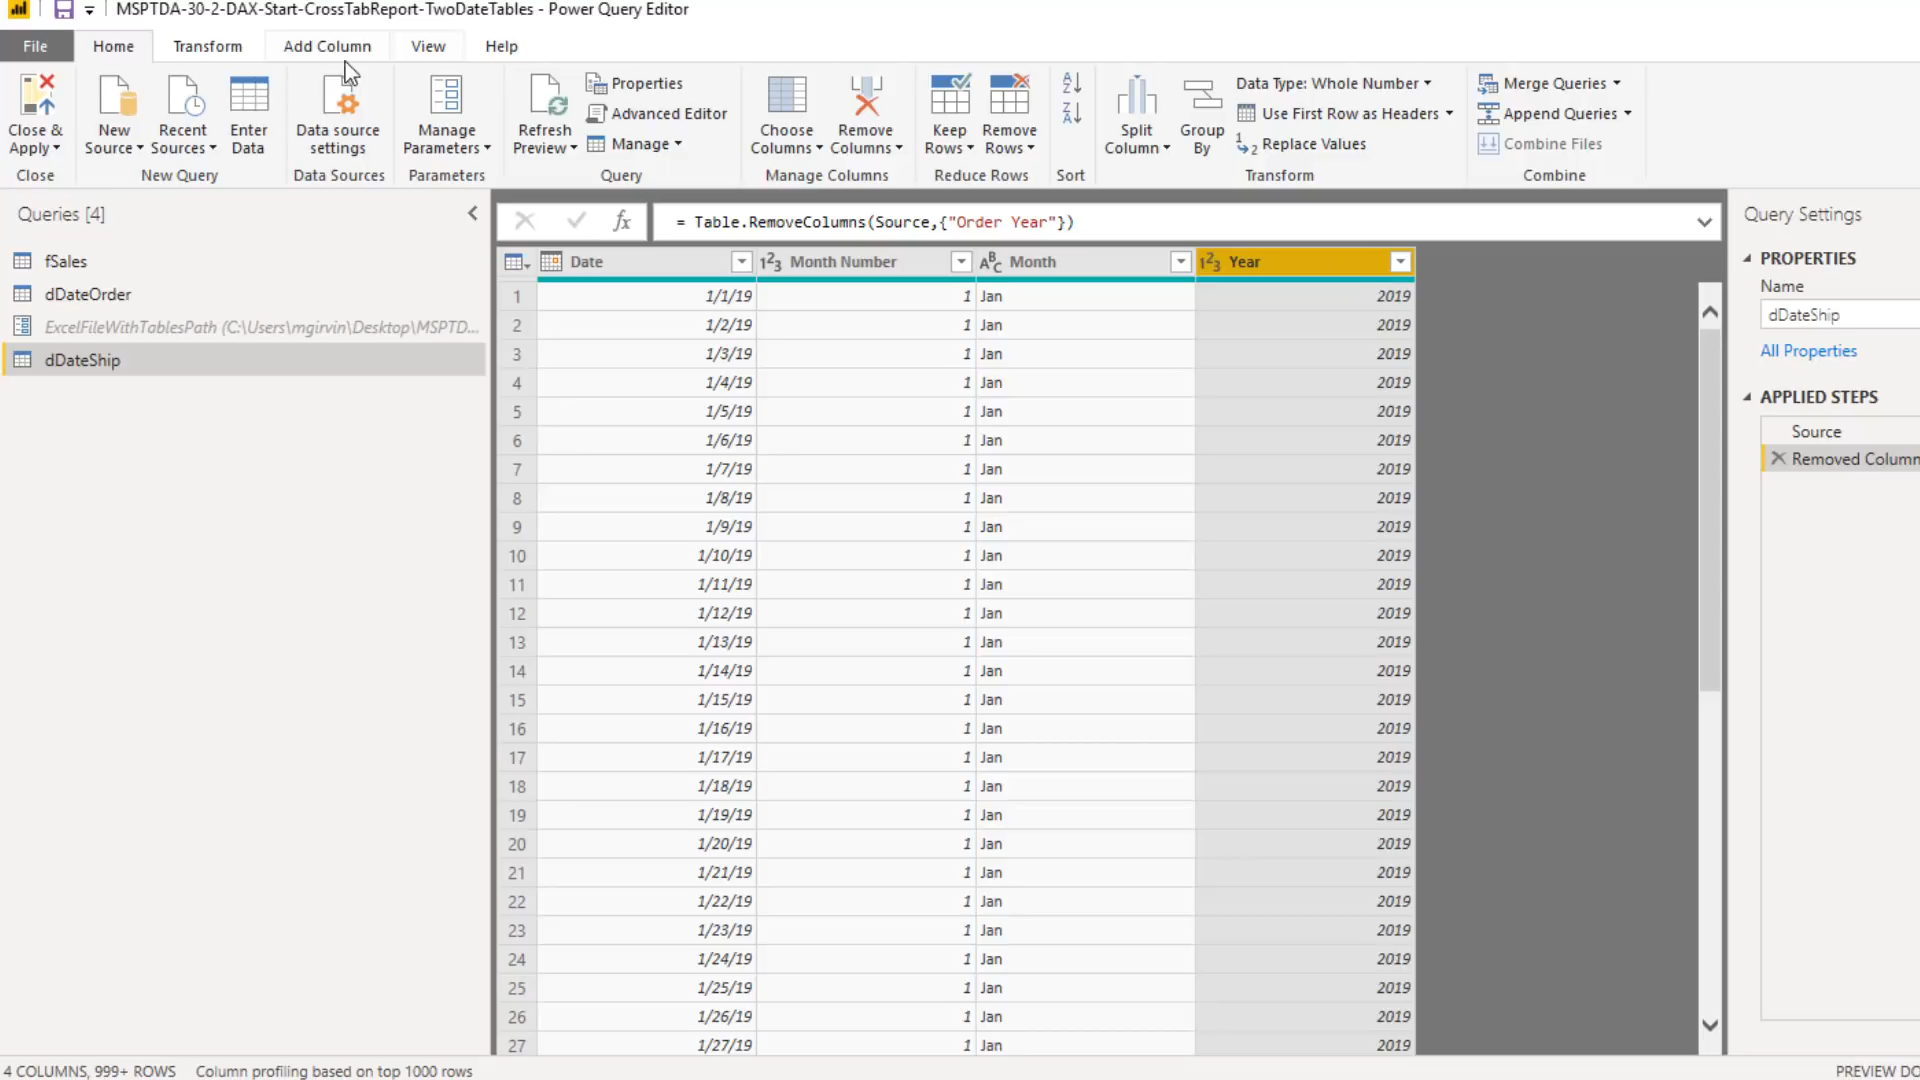 MSPTDA-30-2-DAX-Start-CrossTabReport-TwoDateTables - Power Query Editor
File Home Transform Add Column View Help
Close & Apply
New Source
Recent Sources
Enter Data
Data source settings
Manage Parameters
Refresh Preview
Properties
Advanced Editor
Manage
Choose Columns
Remove Columns
Keep Rows
Remove Rows
Split Column
Group By
Data Type: Whole Number
Use First Row as Headers
Replace Values
Merge Queries
Append Queries
Combine Files
Close New Query Data Sources Parameters Query Manage Columns Reduce Rows Sort Transform Combine
Queries [4]
fSales
dDateOrder
ExcelFileWithTablesPath (C:\Users\mgirvin\Desktop\MSPTD...
dDateShip
fx = Table.RemoveColumns(Source,{"Order Year"})
Date Month Number Month Year
1 1/1/19 1 Jan 2019
2 1/2/19 1 Jan 2019
3 1/3/19 1 Jan 2019
4 1/4/19 1 Jan 2019
5 1/5/19 1 Jan 2019
6 1/6/19 1 Jan 2019
7 1/7/19 1 Jan 2019
8 1/8/19 1 Jan 2019
9 1/9/19 1 Jan 2019
10 1/10/19 1 Jan 2019
11 1/11/19 1 Jan 2019
12 1/12/19 1 Jan 2019
13 1/13/19 1 Jan 2019
14 1/14/19 1 Jan 2019
15 1/15/19 1 Jan 2019
16 1/16/19 1 Jan 2019
17 1/17/19 1 Jan 2019
18 1/18/19 1 Jan 2019
19 1/19/19 1 Jan 2019
20 1/20/19 1 Jan 2019
21 1/21/19 1 Jan 2019
22 1/22/19 1 Jan 2019
23 1/23/19 1 Jan 2019
24 1/24/19 1 Jan 2019
25 1/25/19 1 Jan 2019
26 1/26/19 1 Jan 2019
27 1/27/19 1 Jan 2019
Query Settings
PROPERTIES
Name
dDateShip
All Properties
APPLIED STEPS
Source
Removed Column
4 COLUMNS, 999+ ROWS Column profiling based on top 1000 rows
PREVIEW DO